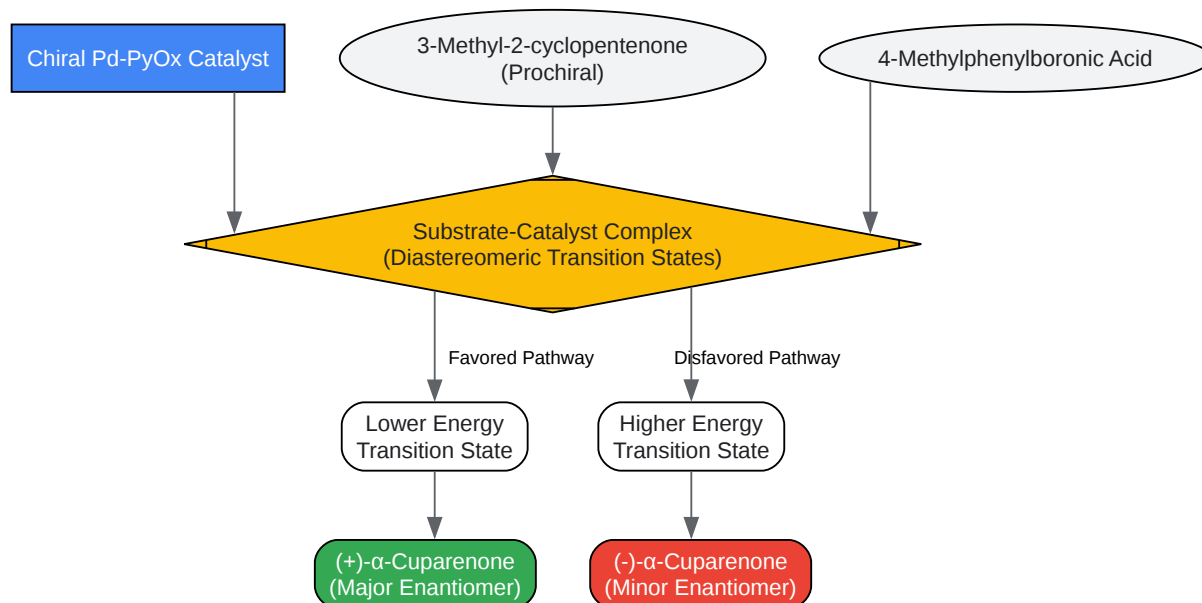 Chiral Pd-PyOx Catalyst
3-Methyl-2-cyclopentenone
(Prochiral)
4-Methylphenylboronic Acid
Substrate-Catalyst Complex
(Diastereomeric Transition States)
Favored Pathway
Disfavored Pathway
Lower Energy
Transition State
Higher Energy
Transition State
(+)-α-Cuparenone
(Major Enantiomer)
(-)-α-Cuparenone
(Minor Enantiomer)